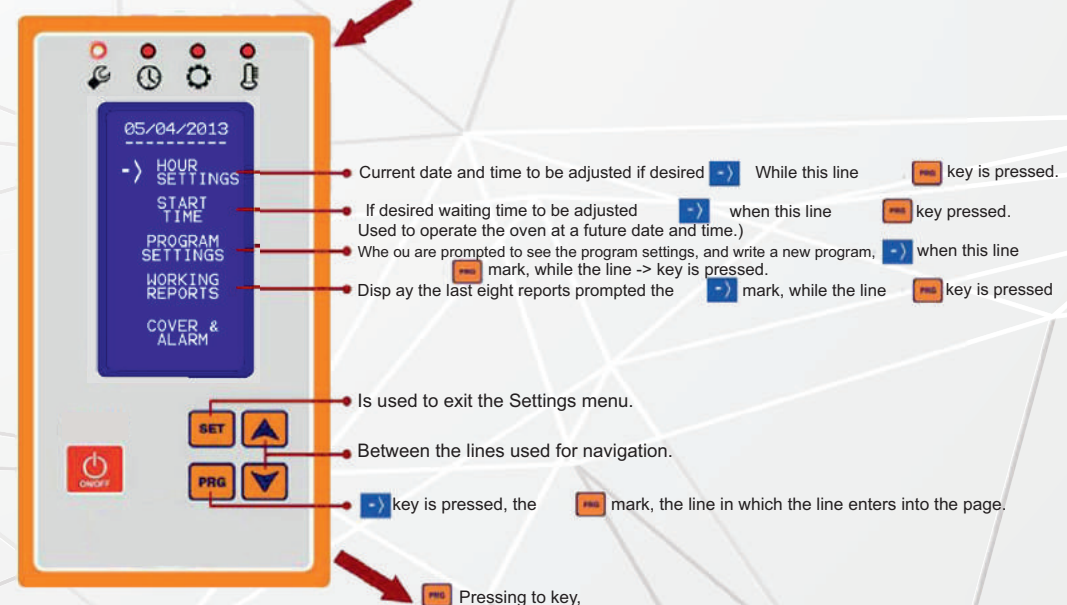 05/04/2013
----------
-> HOUR
SETTINGS
START
TIME
PROGRAM
SETTINGS
WORKING
REPORTS
COVER &
ALARM
SET
PRG
ON/OFF
Current date and time to be adjusted if desired -> While this line PRG key is pressed.
If desired waiting time to be adjusted -> when this line PRG key pressed.
Used to operate the oven at a future date and time.)
Whe ou are prompted to see the program settings, and write a new program, -> when this line
PRG mark, while the line -> key is pressed.
Disp ay the last eight reports prompted the -> mark, while the line PRG key is pressed
Is used to exit the Settings menu.
Between the lines used for navigation.
-> key is pressed, the PRG mark, the line in which the line enters into the page.
PRG Pressing to key,